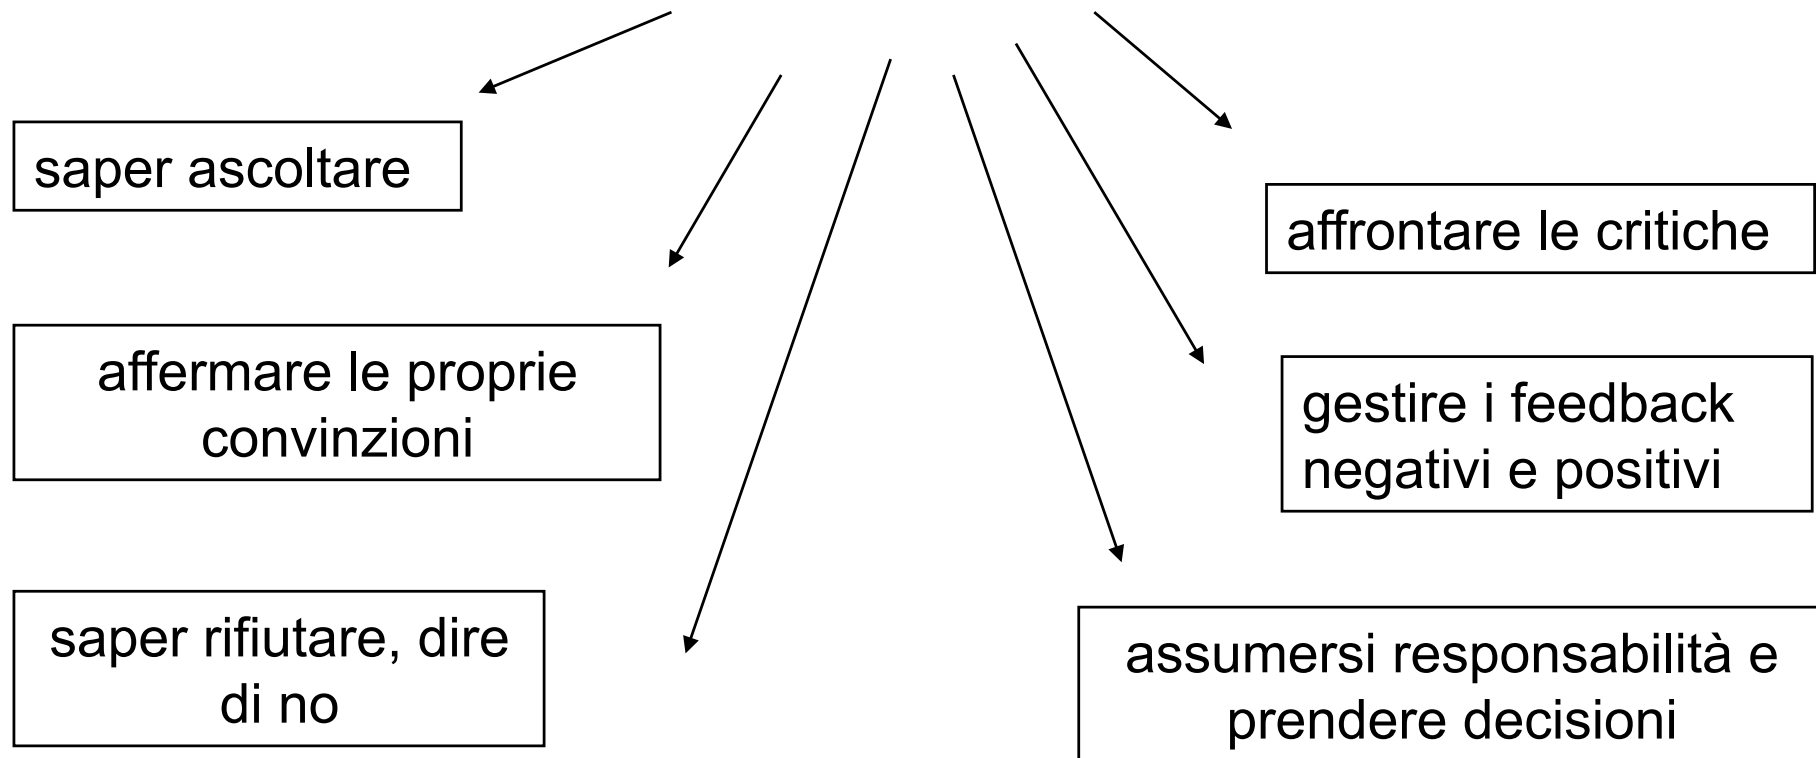 saper ascoltare
affrontare le critiche
affermare le proprie
convinzioni
gestire i feedback
negativi e positivi
saper rifiutare, dire
di no
assumersi responsabilità e
prendere decisioni